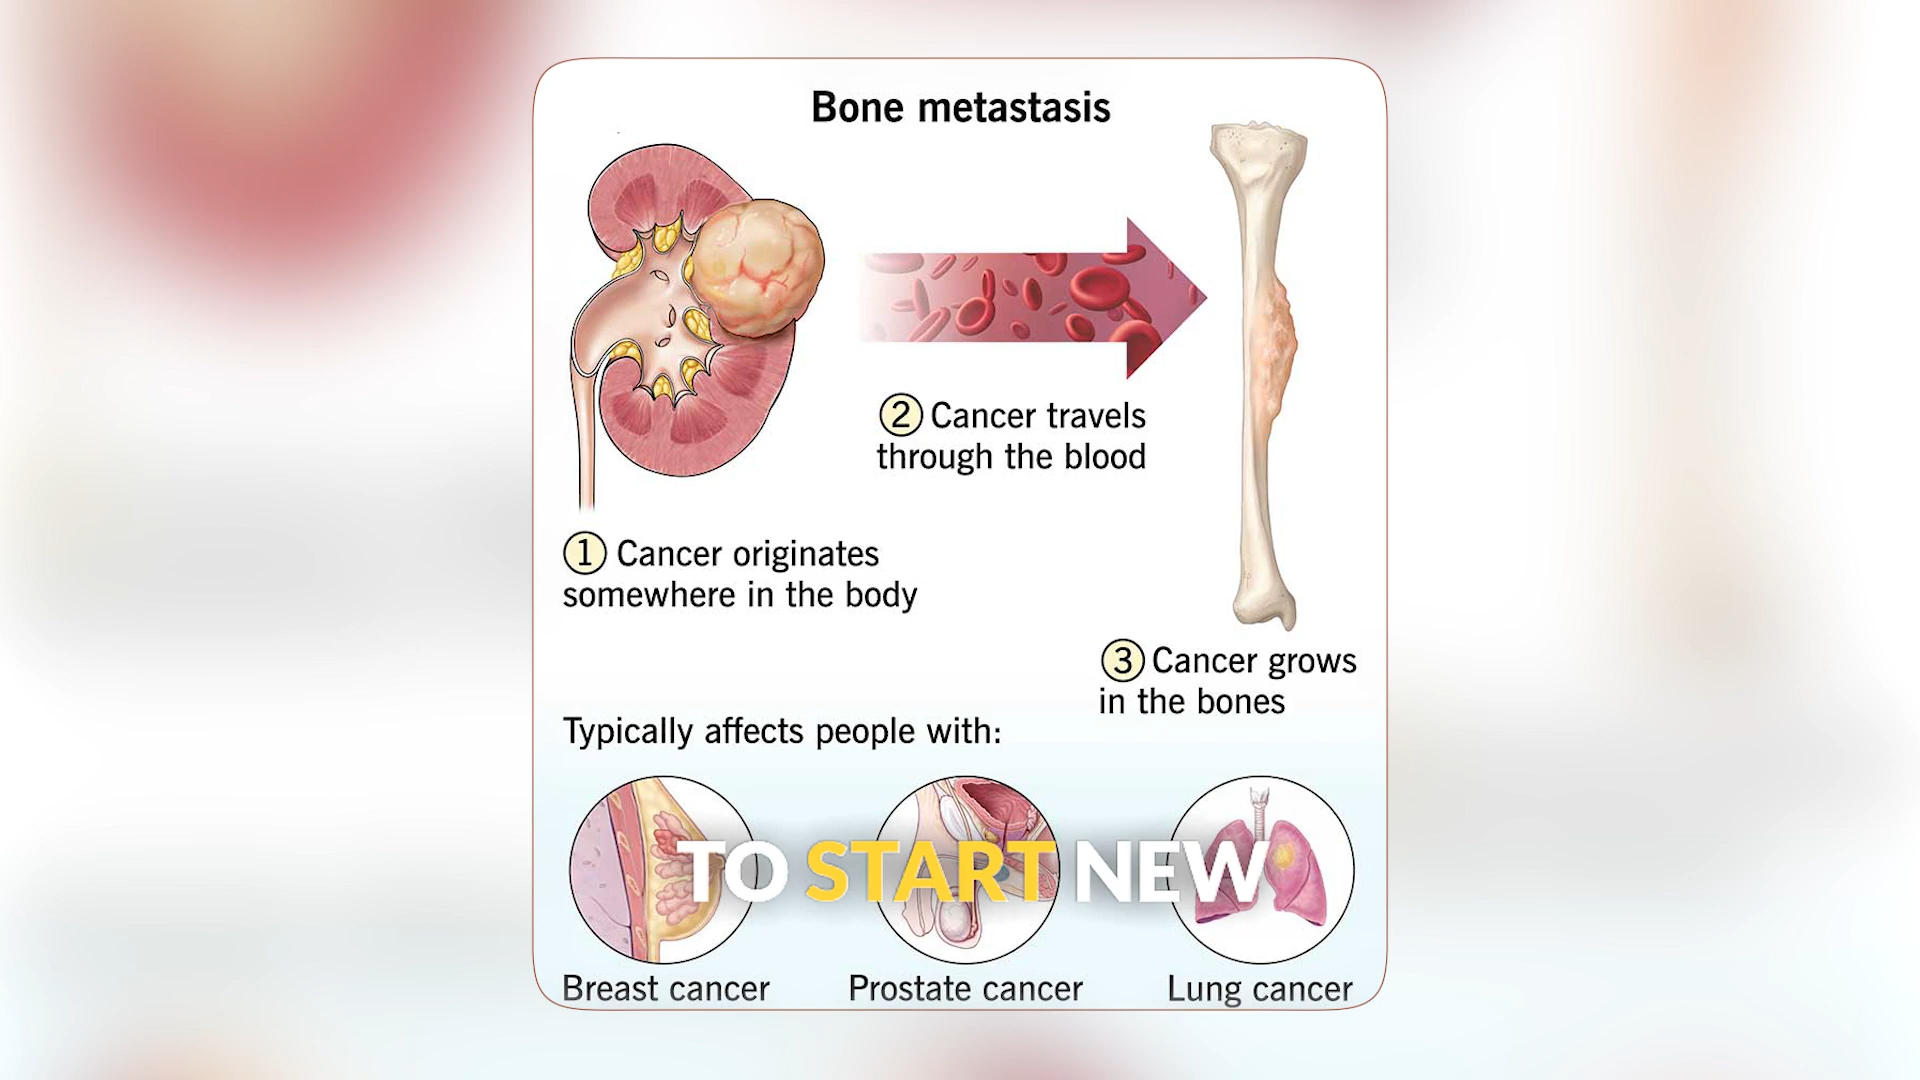 Bone metastasis
① Cancer originates
somewhere in the body
② Cancer travels
through the blood
③ Cancer grows
in the bones
Typically affects people with:
TO START NEW
Breast cancer
Prostate cancer
Lung cancer